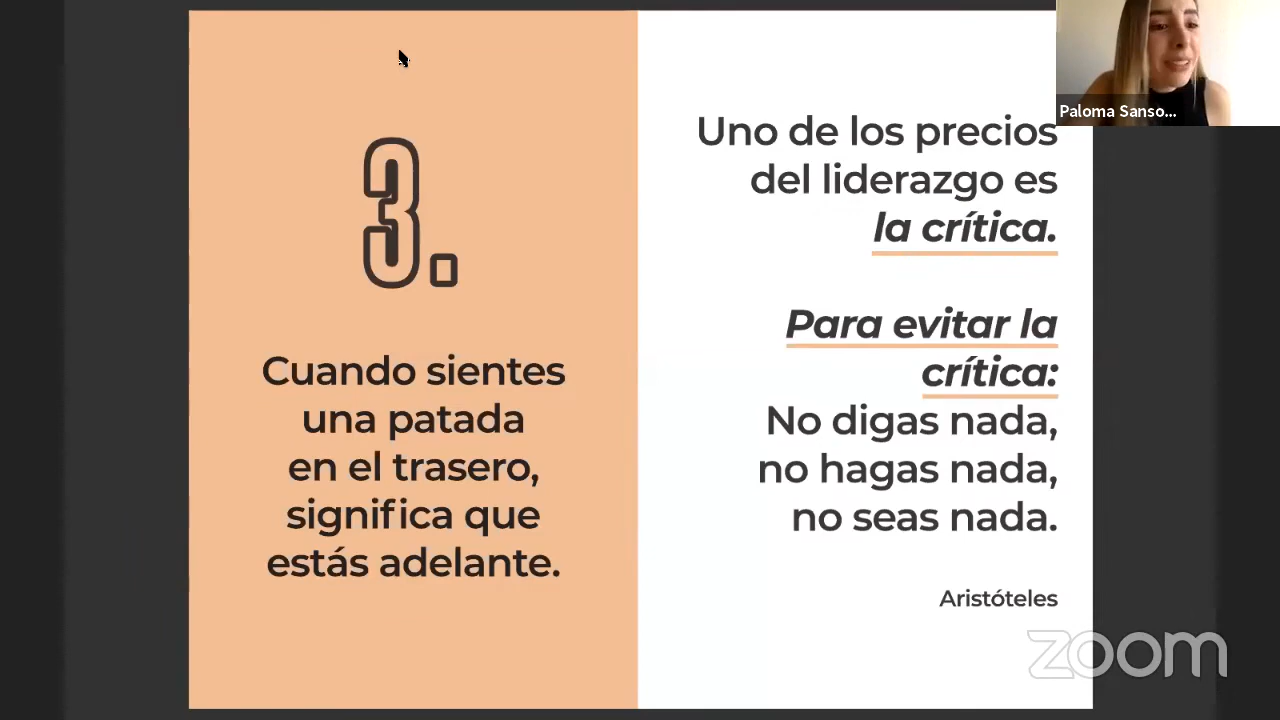 3.
Cuando sientes
una patada
en el trasero,
significa que
estás adelante.
Uno de los precios
del liderazgo es
la crítica.
Para evitar la
crítica:
No digas nada,
no hagas nada,
no seas nada.
Aristóteles
Paloma Sanso...
zoom